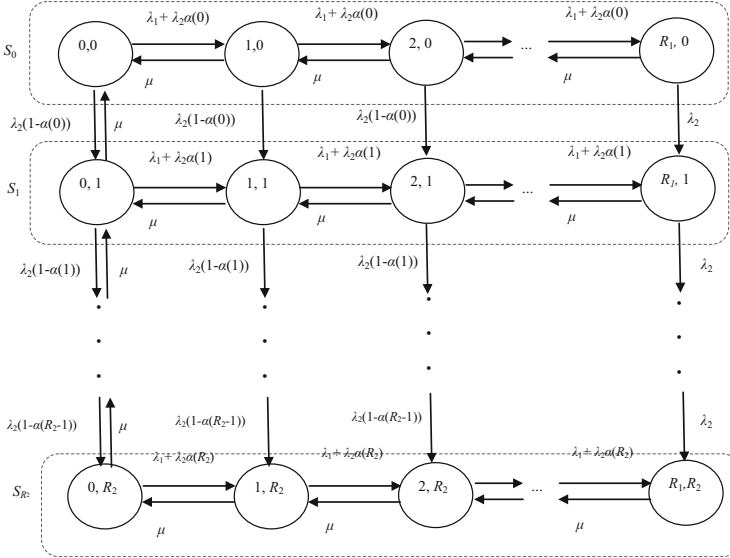 λ₁+ λ₂α(0) λ₁+ λ₂α(0) λ₁+ λ₂α(0)
S₀ 0,0 1,0 2, 0 ... R₁, 0
μ μ μ
λ₂(1-α(0)) μ λ₂(1-α(0)) λ₂(1-α(0)) λ₂
λ₁+ λ₂α(1) λ₁+ λ₂α(1) λ₁+ λ₂α(1)
S₁ 0, 1 1, 1 2, 1 ... R₁, 1
μ μ μ
λ₂(1-α(1)) μ λ₂(1-α(1)) λ₂(1-α(1)) λ₂
λ₂(1-α(R₂-1)) μ λ₂(1-α(R₂-1)) λ₂(1-α(R₂-1)) λ₂
λ₁+ λ₂α(R₂) λ₁+ λ₂α(R₂) λ₁+ λ₂α(R₂)
S_R₂ 0, R₂ 1, R₂ 2, R₂ ... R₁,R₂
μ μ μ